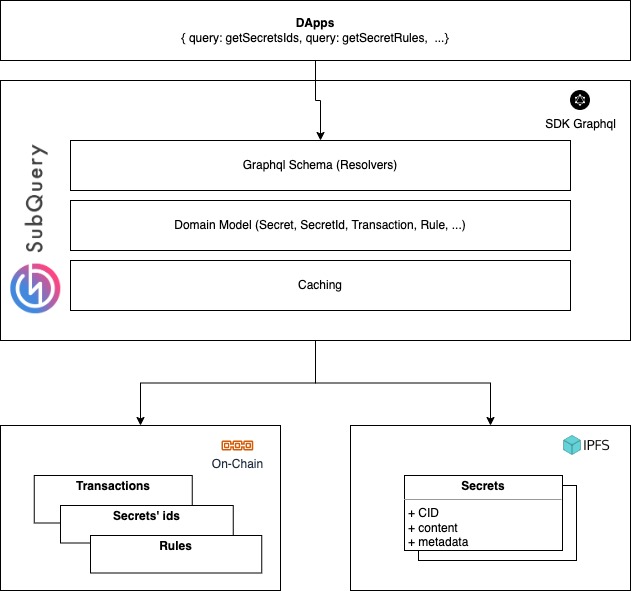 DApps
{ query: getSecretsIds, query: getSecretRules,  ...}
SDK Graphql
SubQuery
Graphql Schema (Resolvers)
Domain Model (Secret, SecretId, Transaction, Rule, ...)
Caching
On-Chain
Transactions
Secrets' ids
Rules
IPFS
Secrets
+ CID
+ content
+ metadata